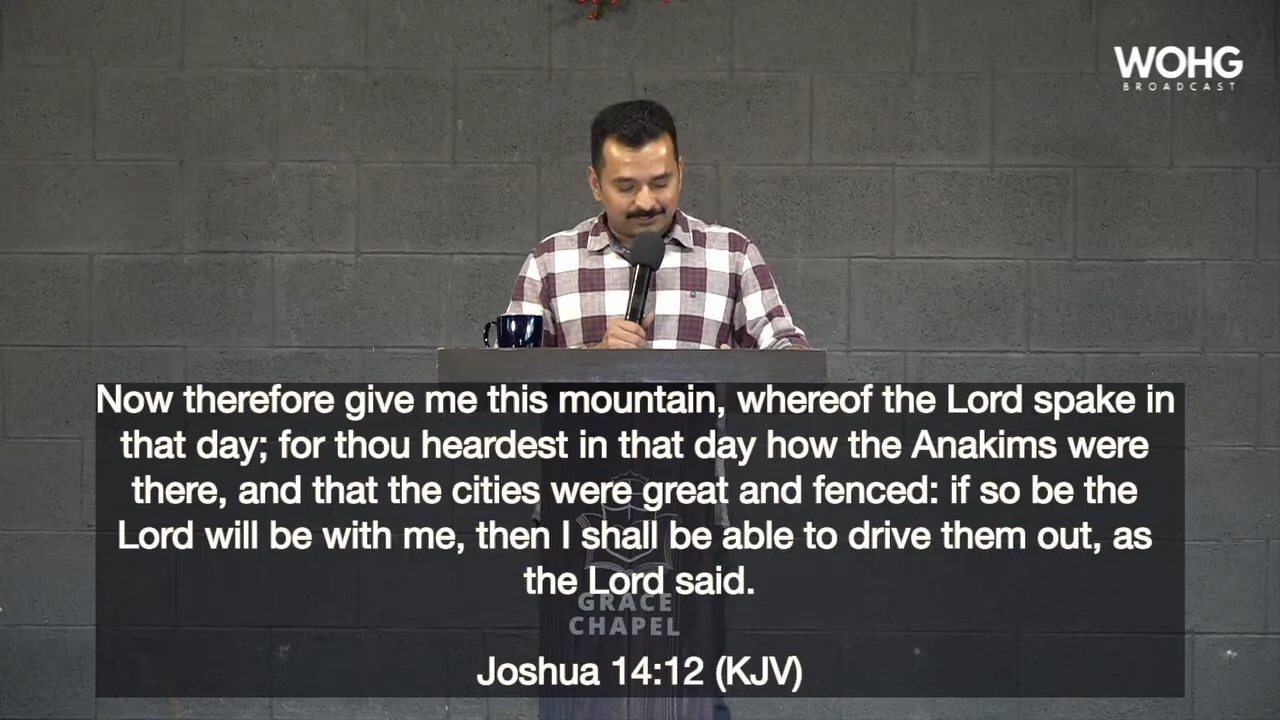 WOHG
BROADCAST
Now therefore give me this mountain, whereof the Lord spake in
that day; for thou heardest in that day how the Anakims were
there, and that the cities were great and fenced: if so be the
Lord will be with me, then I shall be able to drive them out, as
the Lord said.
GRACE
CHAPEL
Joshua 14:12 (KJV)